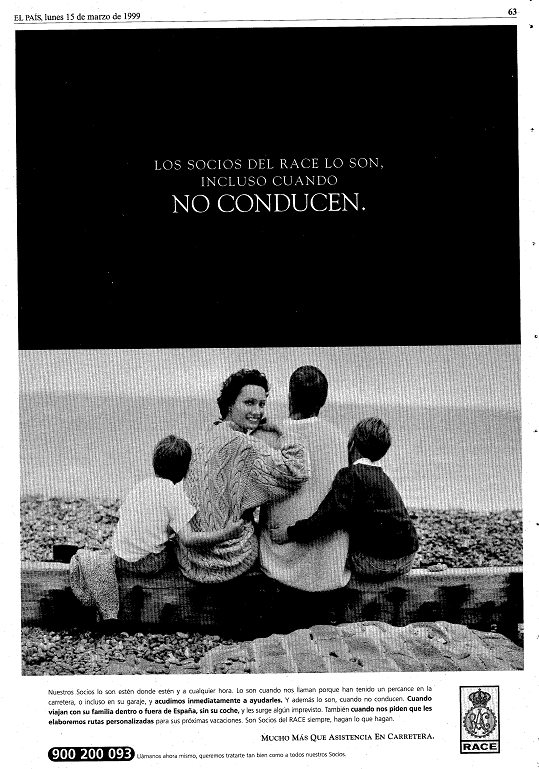 EL PAÍS, lunes 15 de marzo de 1999
63
LOS SOCIOS DEL RACE LO SON,
INCLUSO CUANDO
NO CONDUCEN.
Nuestros Socios lo son estén donde estén y a cualquier hora. Lo son cuando nos llaman porque han tenido un percance en la
carretera, o incluso en su garaje, y acudimos inmediatamente a ayudarles. Y además lo son, cuando no conducen. Cuando
viajan con su familia dentro o fuera de España, sin su coche, y les surge algún imprevisto. También cuando nos piden que les
elaboremos rutas personalizadas para sus próximas vacaciones. Son Socios del RACE siempre, hagan lo que hagan.
MUCHO MÁS QUE ASISTENCIA EN CARRETERA.
900 200 093 Llámanos ahora mismo, queremos tratarte tan bien como a todos nuestros Socios.
RACE